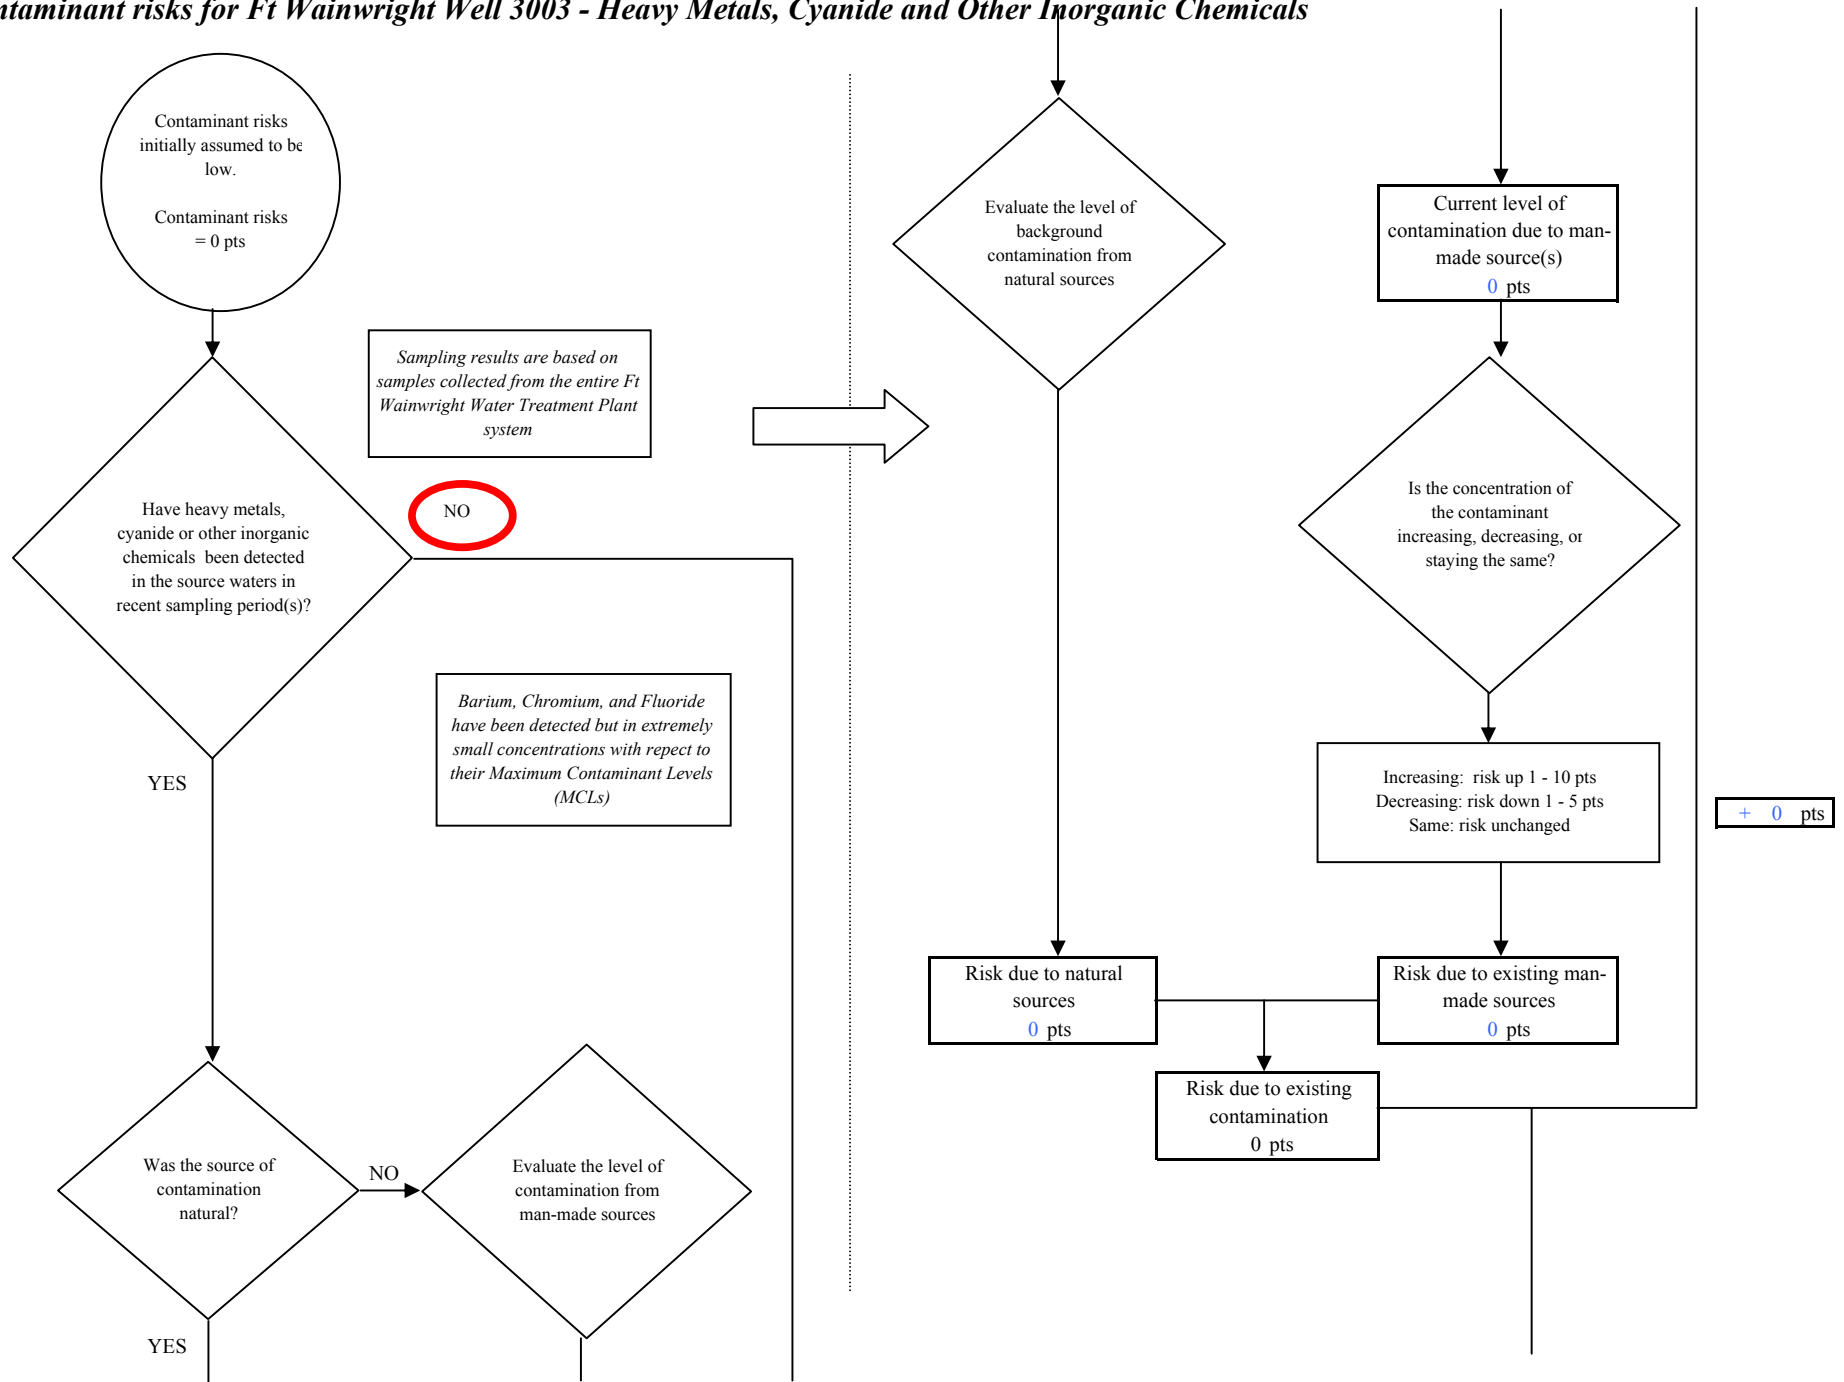 for Ft Wainwright Well 3003 - Heavy Metals, Cyanide and Other Inorganic Chemicals
Contaminant risks
initially assumed to be
low.
Contaminant risks
= 0 pts
Sampling results are based on
samples collected from the entire Ft
Wainwright Water Treatment Plant
system
NO
Have heavy metals,
cyanide or other inorganic
chemicals been detected
in the source waters in
recent sampling period(s)?
Barium, Chromium, and Fluoride
have been detected but in extremely
small concentrations with repect to
their Maximum Contaminant Levels
(MCLs)
YES
Was the source of
contamination
natural?
NO
Evaluate the level of
contamination from
man-made sources
YES
Evaluate the level of
background
contamination from
natural sources
Current level of
contamination due to man-
made source(s)
0 pts
Is the concentration of
the contaminant
increasing, decreasing, or
staying the same?
Increasing: risk up 1 - 10 pts
Decreasing: risk down 1 - 5 pts
Same: risk unchanged
+ 0 pts
Risk due to natural
sources
0 pts
Risk due to existing man-
made sources
0 pts
Risk due to existing
contamination
0 pts